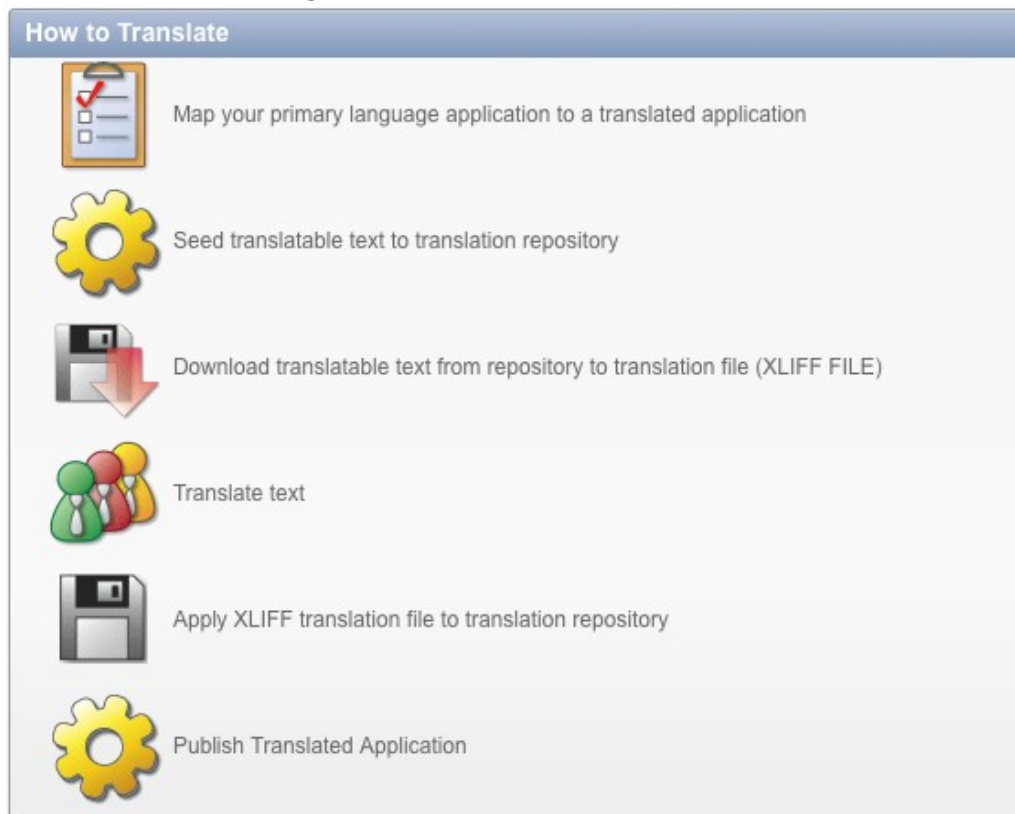 How to Translate
Map your primary language application to a translated application
Seed translatable text to translation repository
Download translatable text from repository to translation file (XLIFF FILE)
Translate text
Apply XLIFF translation file to translation repository
Publish Translated Application